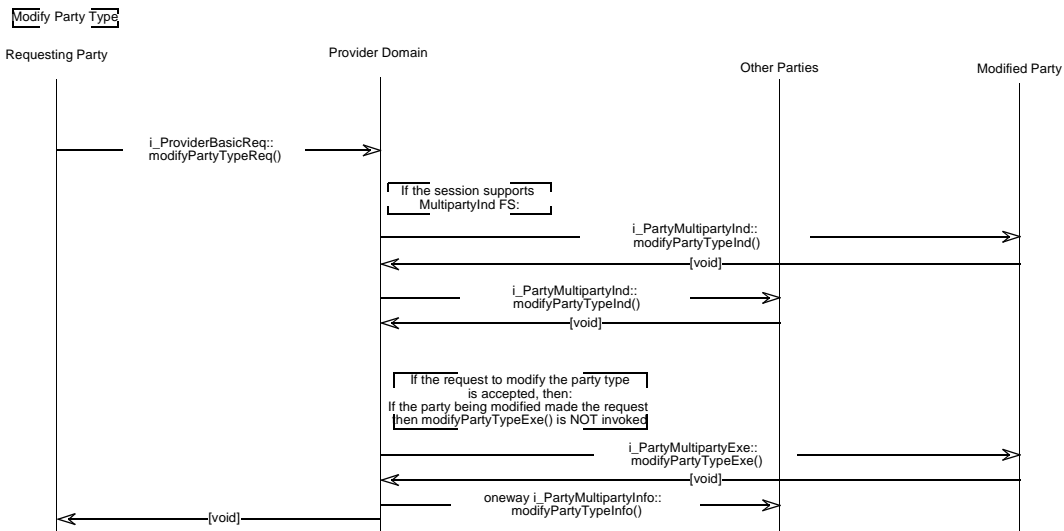 Modify Party Type
Requesting Party
Provider Domain
Other Parties
Modified Party
i_ProviderBasicReq::
modifyPartyTypeReq()
If the session supports
MultipartyInd FS:
i_PartyMultipartyInd::
modifyPartyTypeInd()
[void]
i_PartyMultipartyInd::
modifyPartyTypeInd()
[void]
If the request to modify the party type
is accepted, then:
If the party being modified made the request
then modifyPartyTypeExe() is NOT invoked
i_PartyMultipartyExe::
modifyPartyTypeExe()
[void]
oneway i_PartyMultipartyInfo::
modifyPartyTypeInfo()
[void]